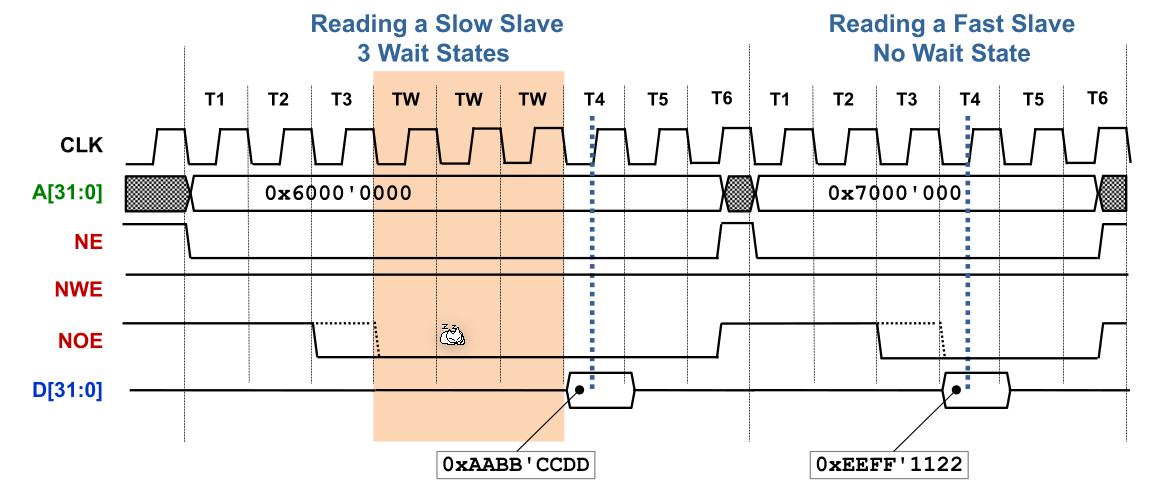 Reading a Slow Slave
3 Wait States
Reading a Fast Slave
No Wait State
T1 T2 T3 TW TW TW T4 T5 T6 T1 T2 T3 T4 T5 T6
CLK
A[31:0] 0x6000'0000 0x7000'000
NE
NWE
NOE
z z z
D[31:0]
0xAABB'CCDD 0xEEFF'1122